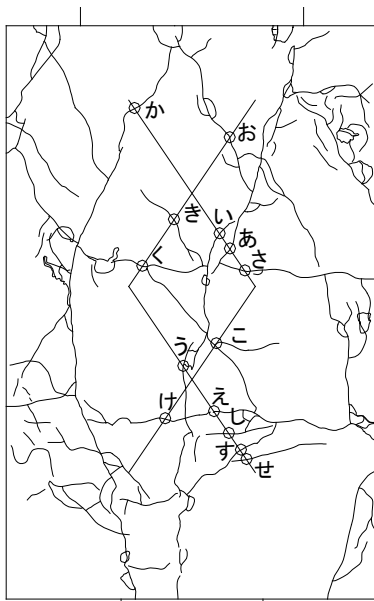 か
お
き
い
あ
く
さ
こ
う
え
け
し
す
せ